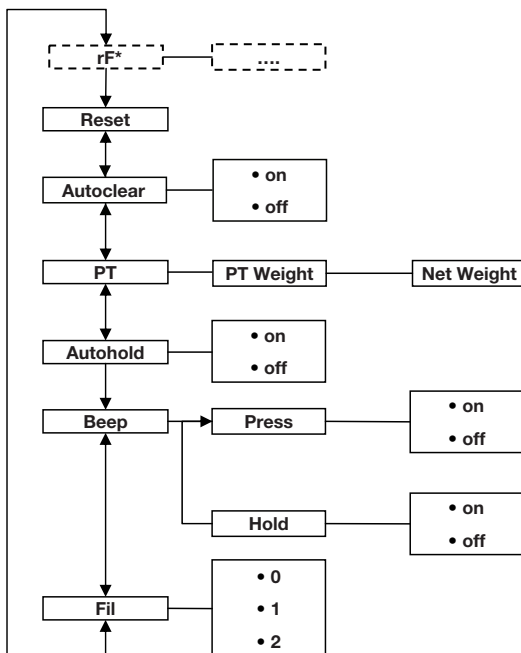 rF*
....
Reset
Autoclear
• on
• off
PT
PT Weight
Net Weight
Autohold
• on
• off
Beep
Press
• on
• off
Hold
• on
• off
Fil
• 0
• 1
• 2